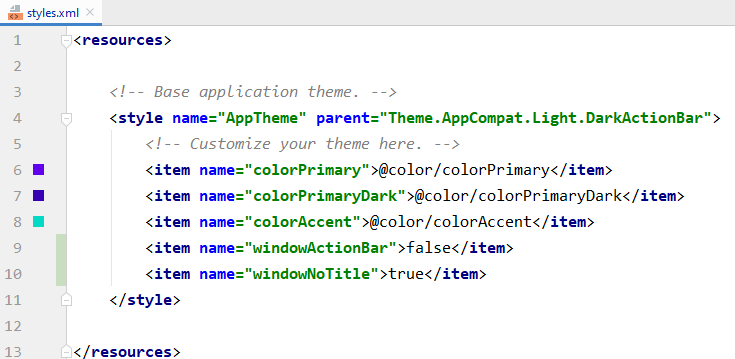 styles.xml
1 <resources>
2
3 <!-- Base application theme. -->
4 <style name="AppTheme" parent="Theme.AppCompat.Light.DarkActionBar">
5 <!-- Customize your theme here. -->
6 <item name="colorPrimary">@color/colorPrimary</item>
7 <item name="colorPrimaryDark">@color/colorPrimaryDark</item>
8 <item name="colorAccent">@color/colorAccent</item>
9 <item name="windowActionBar">false</item>
10 <item name="windowNoTitle">true</item>
11 </style>
12
13 </resources>